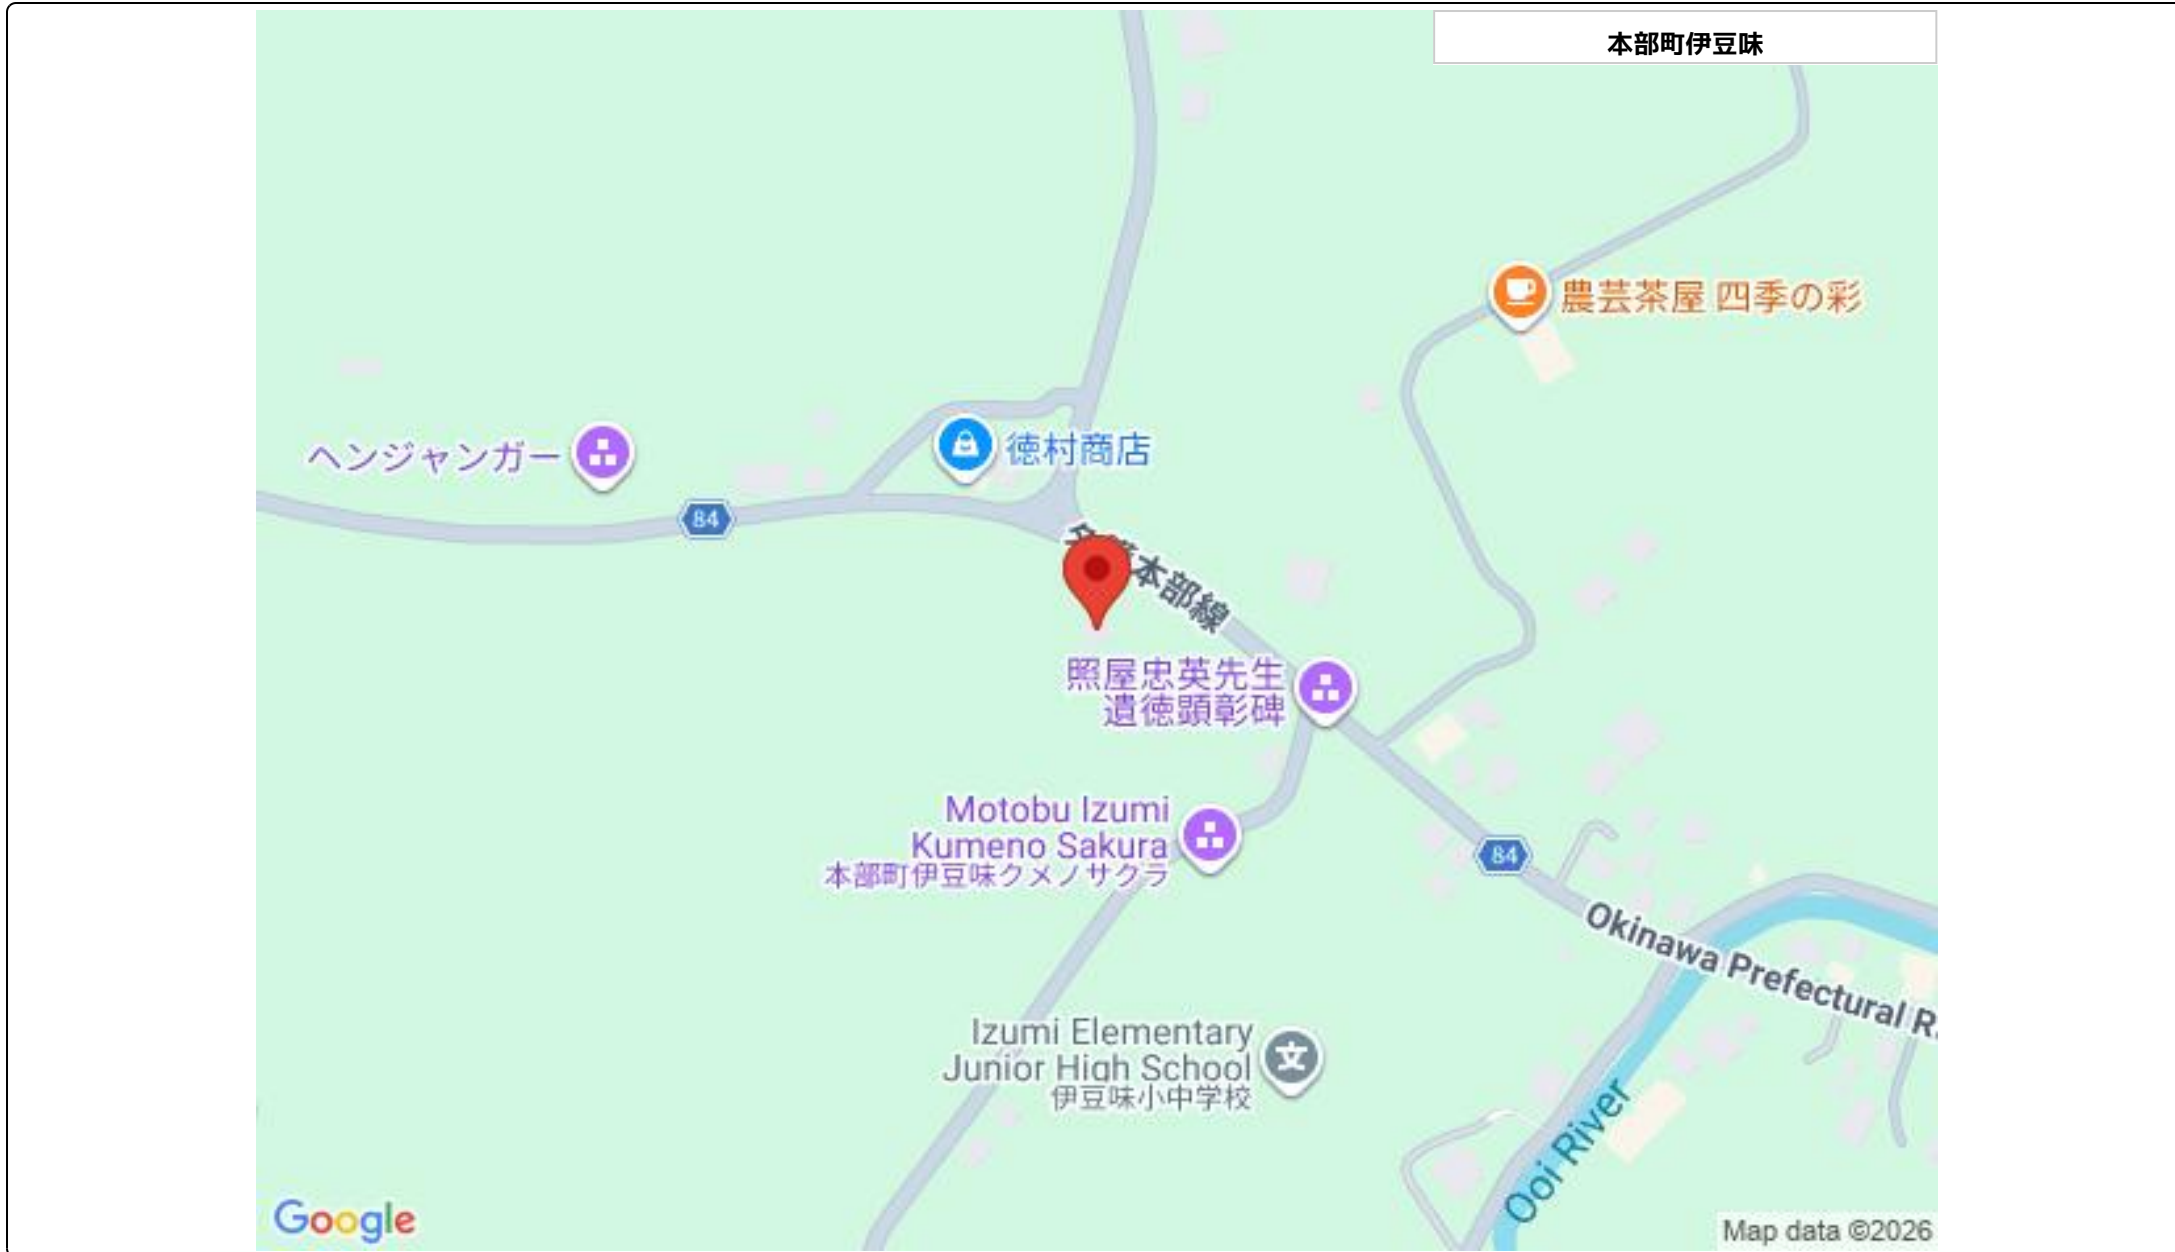 本部町伊豆味
農芸茶屋 四季の彩
徳村商店
ヘンジャンガー
84
本部線
照屋忠英先生
遺徳顕彰碑
Motobu Izumi
Kumeno Sakura
本部町伊豆味クメノサクラ
84
Okinawa Prefectural R
Izumi Elementary
Junior High School
伊豆味小中学校
文
Ooi River
Google
Map data ©2026